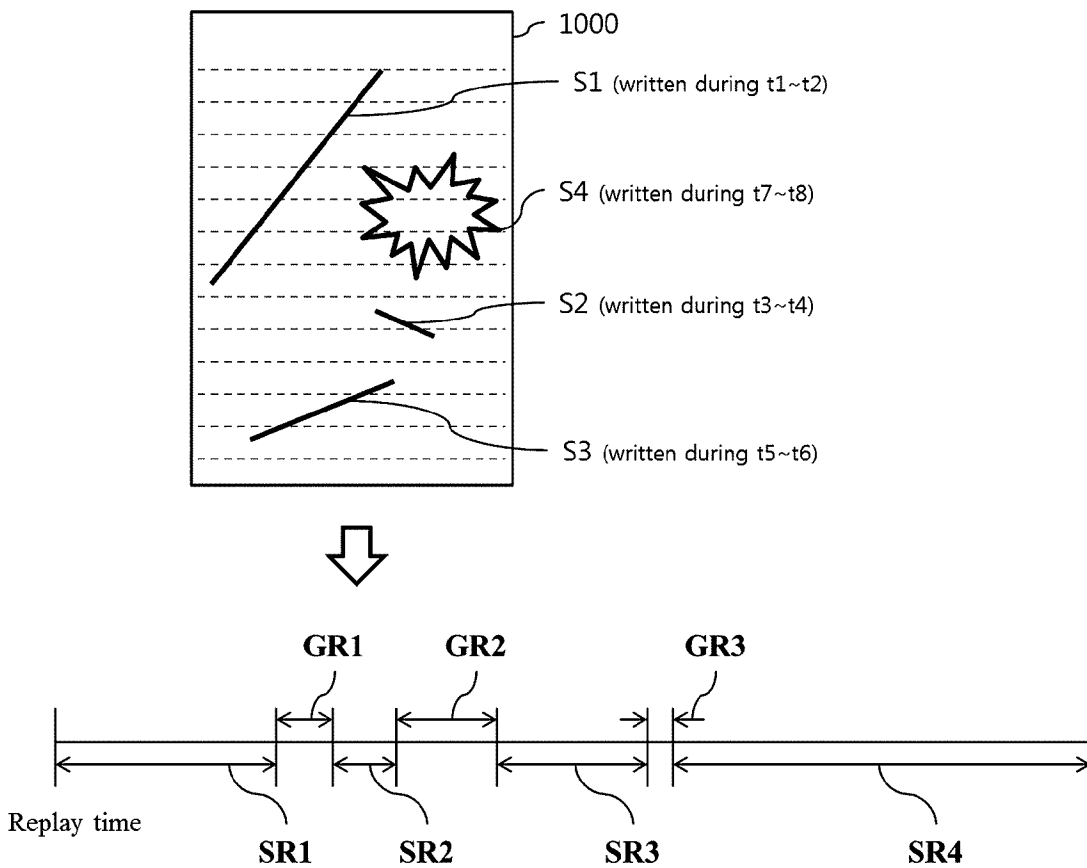 1000
S1 (written during t1~t2)
S4 (written during t7~t8)
S2 (written during t3~t4)
S3 (written during t5~t6)
GR1 GR2 GR3
Replay time
SR1 SR2 SR3 SR4